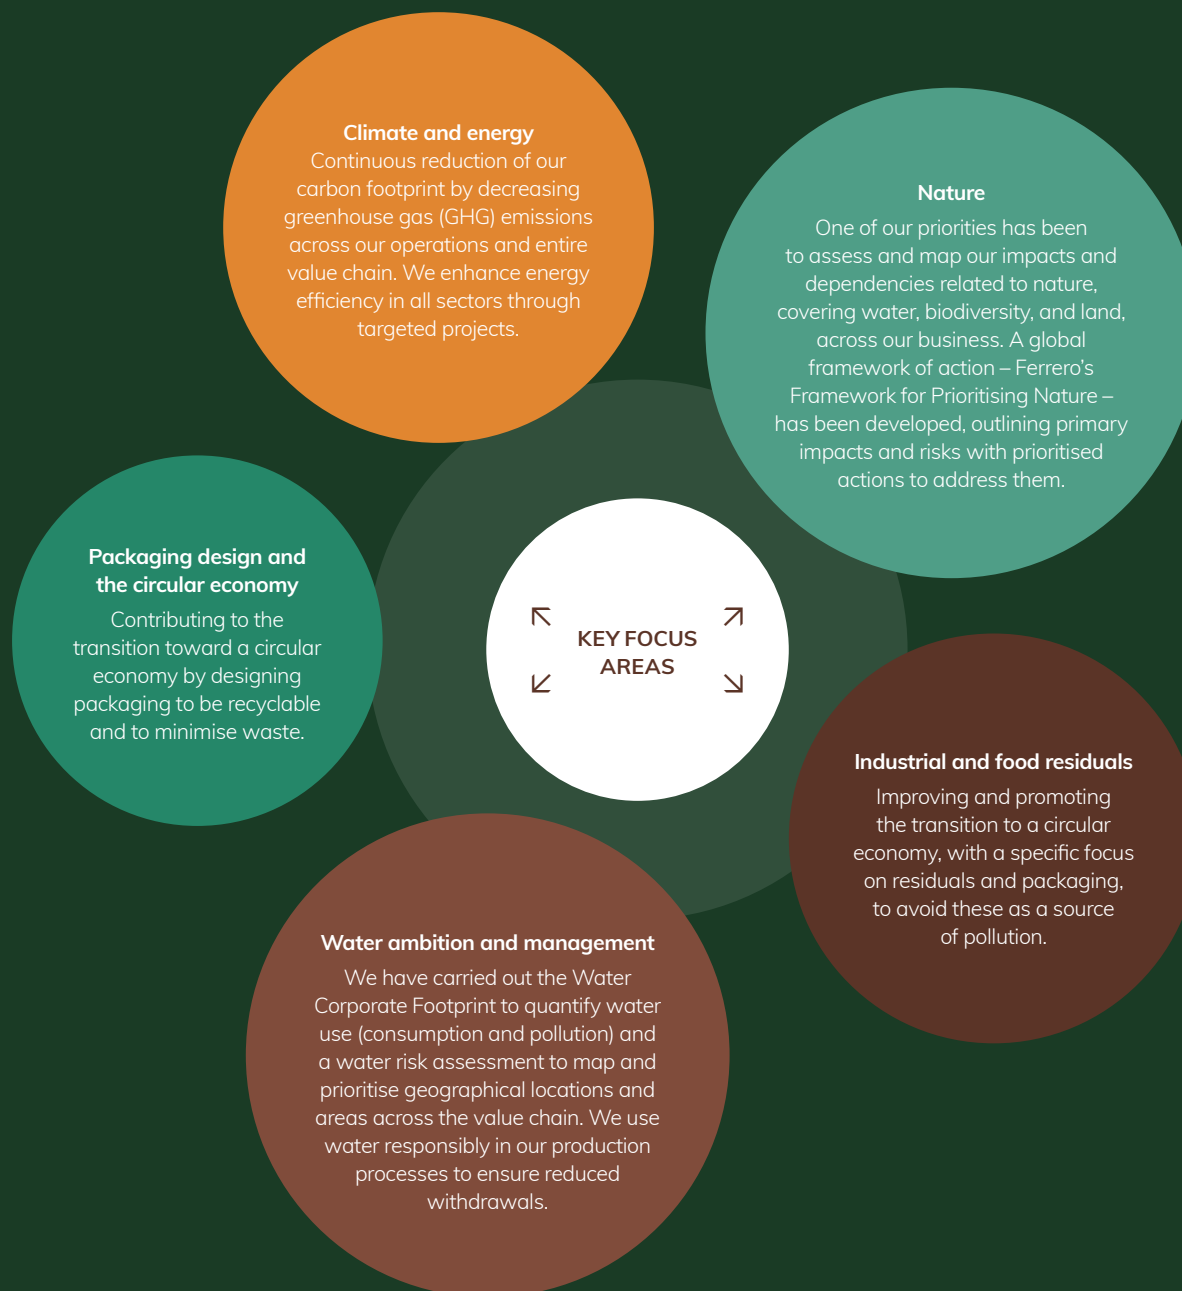 Climate and energy
Continuous reduction of our
carbon footprint by decreasing
greenhouse gas (GHG) emissions
across our operations and entire
value chain. We enhance energy
efficiency in all sectors through
targeted projects.
Nature
One of our priorities has been
to assess and map our impacts and
dependencies related to nature,
covering water, biodiversity, and land,
across our business. A global
framework of action – Ferrero’s
Framework for Prioritising Nature –
has been developed, outlining primary
impacts and risks with prioritised
actions to address them.
Packaging design and
the circular economy
Contributing to the
transition toward a circular
economy by designing
packaging to be recyclable
and to minimise waste.
KEY FOCUS
AREAS
Industrial and food residuals
Improving and promoting
the transition to a circular
economy, with a specific focus
on residuals and packaging,
to avoid these as a source
of pollution.
Water ambition and management
We have carried out the Water
Corporate Footprint to quantify water
use (consumption and pollution) and
a water risk assessment to map and
prioritise geographical locations and
areas across the value chain. We use
water responsibly in our production
processes to ensure reduced
withdrawals.